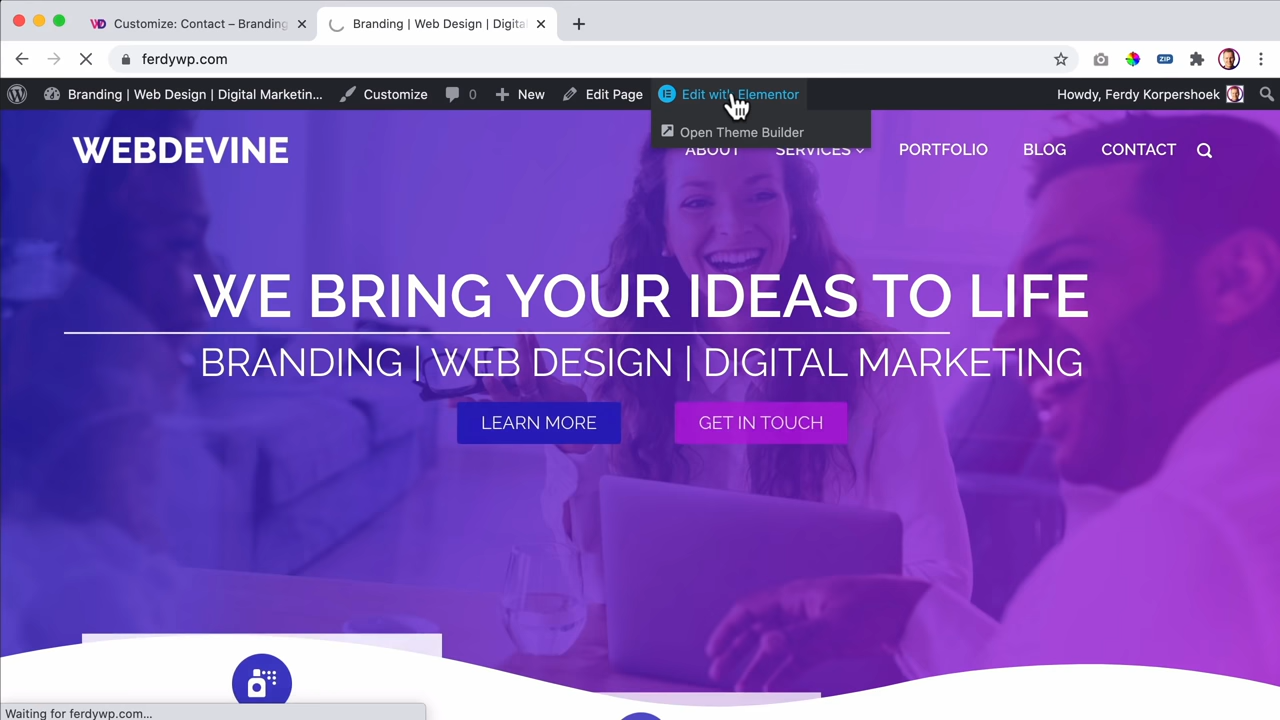 Customize: Contact – Branding
Branding | Web Design | Digita
ferdywp.com
ZIP
Branding | Web Design | Digital Marketin...
Customize
0
New
Edit Page
Edit with Elementor
Howdy, Ferdy Korpershoek
Open Theme Builder
WEBDEVINE
ABOUT
SERVICES
PORTFOLIO
BLOG
CONTACT
WE BRING YOUR IDEAS TO LIFE
BRANDING | WEB DESIGN | DIGITAL MARKETING
LEARN MORE
GET IN TOUCH
Waiting for ferdywp.com...